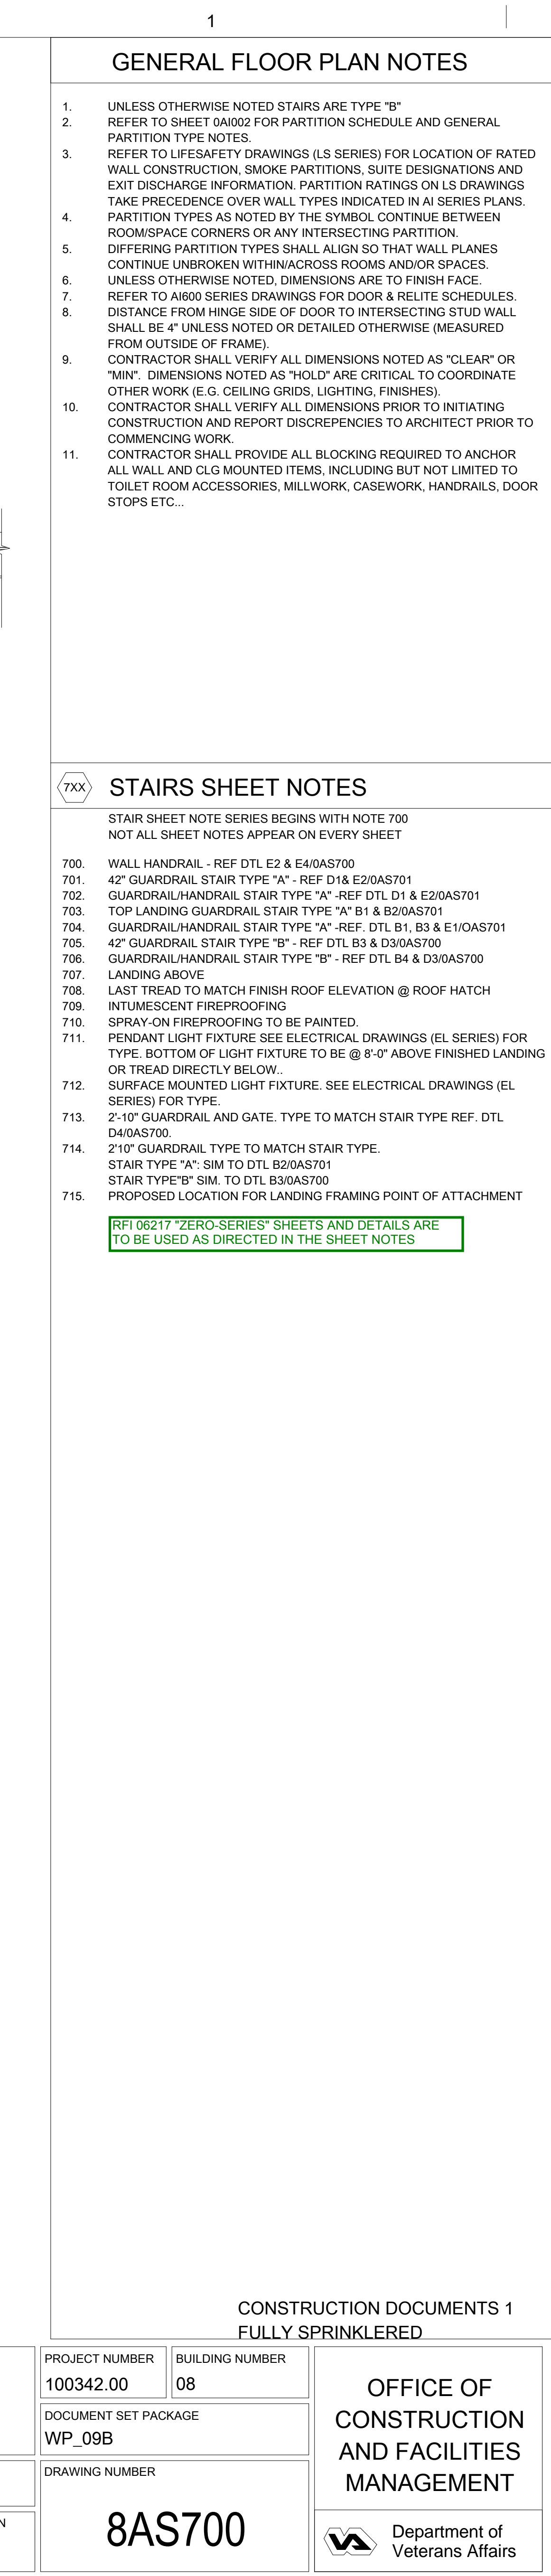 1
GENERAL FLOOR PLAN NOTES
1. UNLESS OTHERWISE NOTED STAIRS ARE TYPE "B"
2. REFER TO SHEET 0AI002 FOR PARTITION SCHEDULE AND GENERAL
PARTITION TYPE NOTES.
3. REFER TO LIFESAFETY DRAWINGS (LS SERIES) FOR LOCATION OF RATED
WALL CONSTRUCTION, SMOKE PARTITIONS, SUITE DESIGNATIONS AND
EXIT DISCHARGE INFORMATION. PARTITION RATINGS ON LS DRAWINGS
TAKE PRECEDENCE OVER WALL TYPES INDICATED IN AI SERIES PLANS.
4. PARTITION TYPES AS NOTED BY THE SYMBOL CONTINUE BETWEEN
ROOM/SPACE CORNERS OR ANY INTERSECTING PARTITION.
5. DIFFERING PARTITION TYPES SHALL ALIGN SO THAT WALL PLANES
CONTINUE UNBROKEN WITHIN/ACROSS ROOMS AND/OR SPACES.
6. UNLESS OTHERWISE NOTED, DIMENSIONS ARE TO FINISH FACE.
7. REFER TO AI600 SERIES DRAWINGS FOR DOOR & RELITE SCHEDULES.
8. DISTANCE FROM HINGE SIDE OF DOOR TO INTERSECTING STUD WALL
SHALL BE 4" UNLESS NOTED OR DETAILED OTHERWISE (MEASURED
FROM OUTSIDE OF FRAME).
9. CONTRACTOR SHALL VERIFY ALL DIMENSIONS NOTED AS "CLEAR" OR
"MIN". DIMENSIONS NOTED AS "HOLD" ARE CRITICAL TO COORDINATE
OTHER WORK (E.G. CEILING GRIDS, LIGHTING, FINISHES).
10. CONTRACTOR SHALL VERIFY ALL DIMENSIONS PRIOR TO INITIATING
CONSTRUCTION AND REPORT DISCREPENCIES TO ARCHITECT PRIOR TO
COMMENCING WORK.
11. CONTRACTOR SHALL PROVIDE ALL BLOCKING REQUIRED TO ANCHOR
ALL WALL AND CLG MOUNTED ITEMS, INCLUDING BUT NOT LIMITED TO
TOILET ROOM ACCESSORIES, MILLWORK, CASEWORK, HANDRAILS, DOOR
STOPS ETC...
7XX STAIRS SHEET NOTES
STAIR SHEET NOTE SERIES BEGINS WITH NOTE 700
NOT ALL SHEET NOTES APPEAR ON EVERY SHEET
700. WALL HANDRAIL - REF DTL E2 & E4/0AS700
701. 42" GUARDRAIL STAIR TYPE "A" - REF D1& E2/0AS701
702. GUARDRAIL/HANDRAIL STAIR TYPE "A" -REF DTL D1 & E2/0AS701
703. TOP LANDING GUARDRAIL STAIR TYPE "A" B1 & B2/0AS701
704. GUARDRAIL/HANDRAIL STAIR TYPE "A" -REF. DTL B1, B3 & E1/OAS701
705. 42" GUARDRAIL STAIR TYPE "B" - REF DTL B3 & D3/0AS700
706. GUARDRAIL/HANDRAIL STAIR TYPE "B" - REF DTL B4 & D3/0AS700
707. LANDING ABOVE
708. LAST TREAD TO MATCH FINISH ROOF ELEVATION @ ROOF HATCH
709. INTUMESCENT FIREPROOFING
710. SPRAY-ON FIREPROOFING TO BE PAINTED.
711. PENDANT LIGHT FIXTURE SEE ELECTRICAL DRAWINGS (EL SERIES) FOR
TYPE. BOTTOM OF LIGHT FIXTURE TO BE @ 8'-0" ABOVE FINISHED LANDING
OR TREAD DIRECTLY BELOW..
712. SURFACE MOUNTED LIGHT FIXTURE. SEE ELECTRICAL DRAWINGS (EL
SERIES) FOR TYPE.
713. 2'-10" GUARDRAIL AND GATE. TYPE TO MATCH STAIR TYPE REF. DTL
D4/0AS700.
714. 2'10" GUARDRAIL TYPE TO MATCH STAIR TYPE.
STAIR TYPE "A": SIM TO DTL B2/0AS701
STAIR TYPE"B" SIM. TO DTL B3/0AS700
715. PROPOSED LOCATION FOR LANDING FRAMING POINT OF ATTACHMENT
RFI 06217 "ZERO-SERIES" SHEETS AND DETAILS ARE
TO BE USED AS DIRECTED IN THE SHEET NOTES
CONSTRUCTION DOCUMENTS 1
FULLY SPRINKLERED
PROJECT NUMBER
100342.00
BUILDING NUMBER
08
DOCUMENT SET PACKAGE
WP_09B
DRAWING NUMBER
8AS700
N
OFFICE OF
CONSTRUCTION
AND FACILITIES
MANAGEMENT
VA
Department of
Veterans Affairs